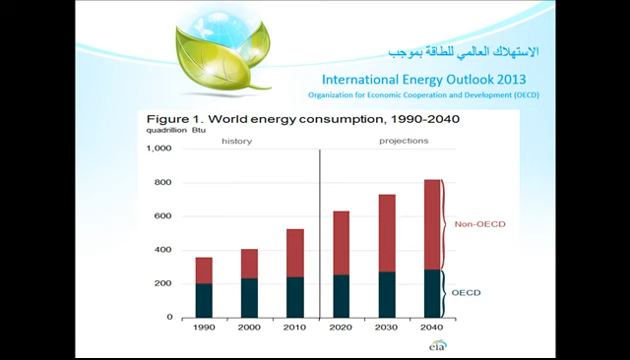 الاستهلاك العالمي للطاقة بموجب
International Energy Outlook 2013
Organization for Economic Cooperation and Development (OECD)
Figure 1. World energy consumption, 1990-2040
quadrillion Btu
history projections
1,000
800
600
400
200
0
Non-OECD
OECD
1990 2000 2010 2020 2030 2040
eia